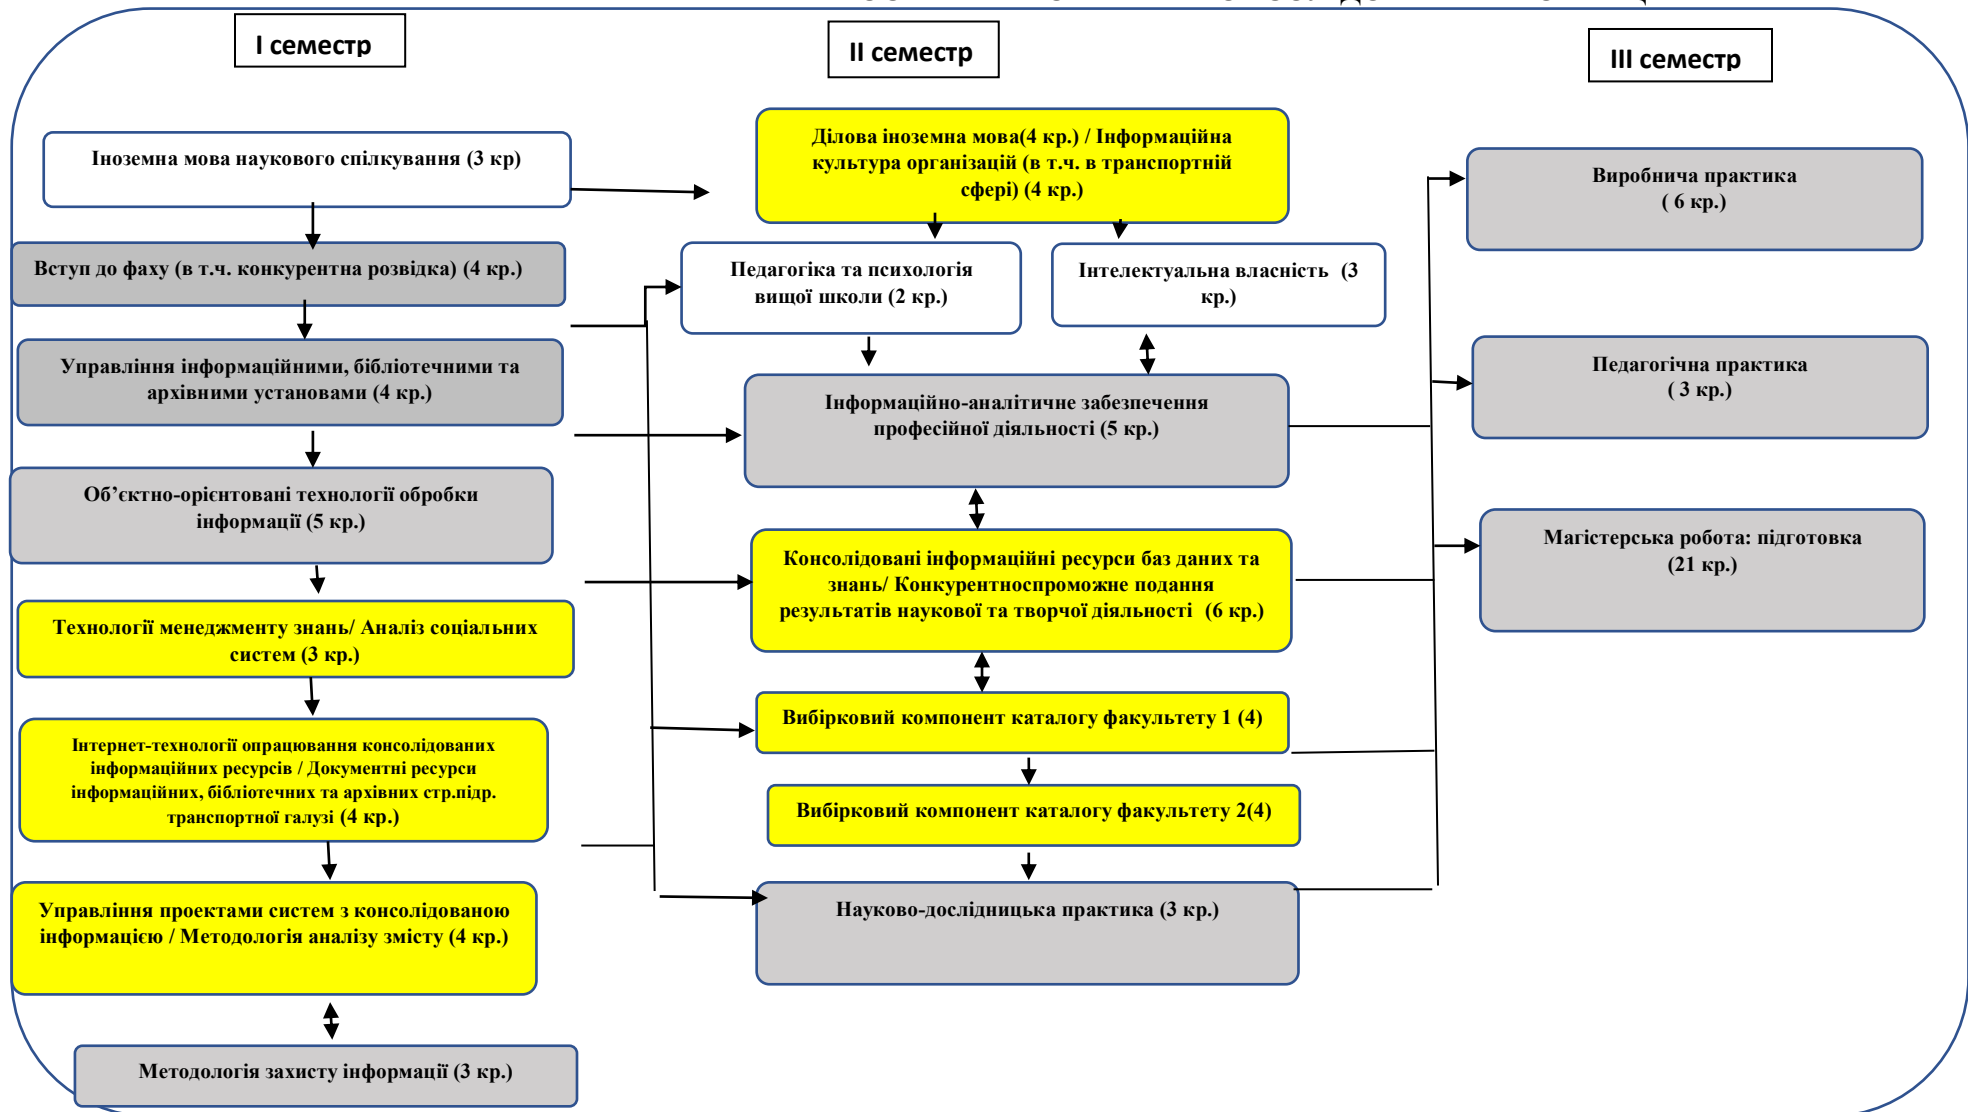 І семестр
Іноземна мова наукового спілкування (3 кр)
Вступ до фаху (в т.ч. конкурентна розвідка) (4 кр.)
Управління інформаційними, бібліотечними та
архівними установами (4 кр.)
Об’єктно-орієнтовані технології обробки
інформації (5 кр.)
Технології менеджменту знань/ Аналіз соціальних
систем (3 кр.)
Інтернет-технології опрацювання консолідованих
інформаційних ресурсів / Документні ресурси
інформаційних, бібліотечних та архівних стр.підр.
транспортної галузі (4 кр.)
Управління проектами систем з консолідованою
інформацією / Методологія аналізу змісту (4 кр.)
Методологія захисту інформації (3 кр.)
ІІ семестр
Ділова іноземна мова(4 кр.) / Інформаційна
культура організацій (в т.ч. в транспортній
сфері) (4 кр.)
Педагогіка та психологія
вищої школи (2 кр.)
Інтелектуальна власність (3
кр.)
Інформаційно-аналітичне забезпечення
професійної діяльності (5 кр.)
Консолідовані інформаційні ресурси баз даних та
знань/ Конкурентноспроможне подання
результатів наукової та творчої діяльності (6 кр.)
Вибірковий компонент каталогу факультету 1 (4)
Вибірковий компонент каталогу факультету 2(4)
Науково-дослідницька практика (3 кр.)
ІІІ семестр
Виробнича практика
( 6 кр.)
Педагогічна практика
( 3 кр.)
Магістерська робота: підготовка
(21 кр.)